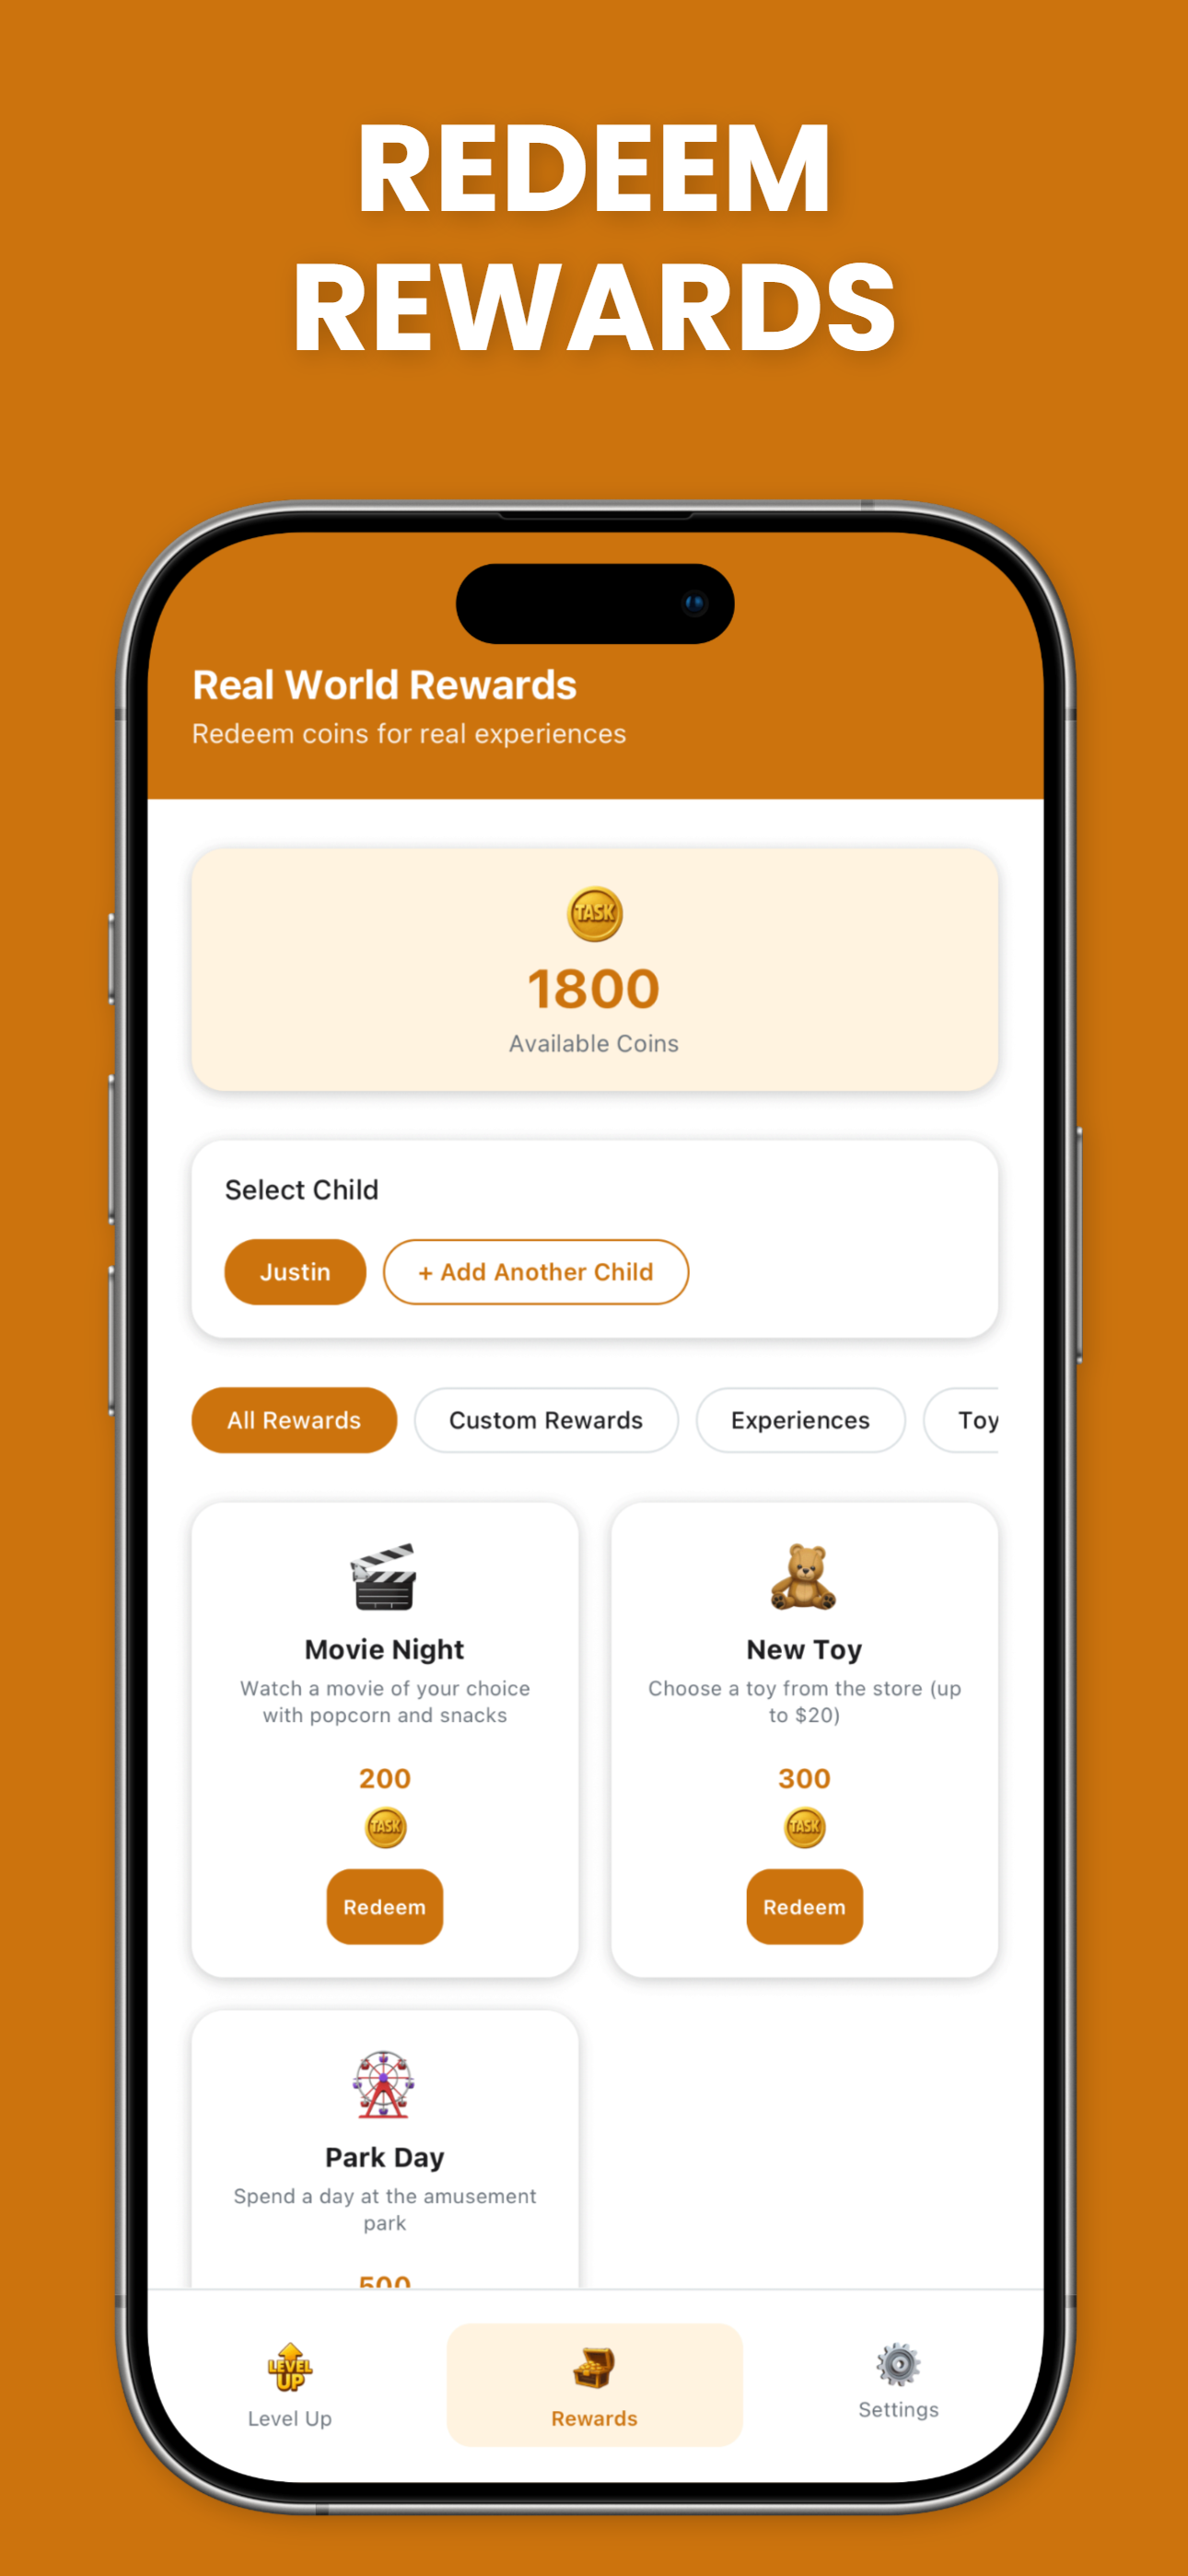 REDEEM
REWARDS
Real World Rewards
Redeem coins for real experiences
TASK
1800
Available Coins
Select Child
Justin
+ Add Another Child
All Rewards
Custom Rewards
Experiences
Toy
Movie Night
Watch a movie of your choice
with popcorn and snacks
200
TASK
Redeem
New Toy
Choose a toy from the store (up
to $20)
300
TASK
Redeem
Park Day
Spend a day at the amusement
park
500
LEVEL
UP
Level Up
Rewards
Settings